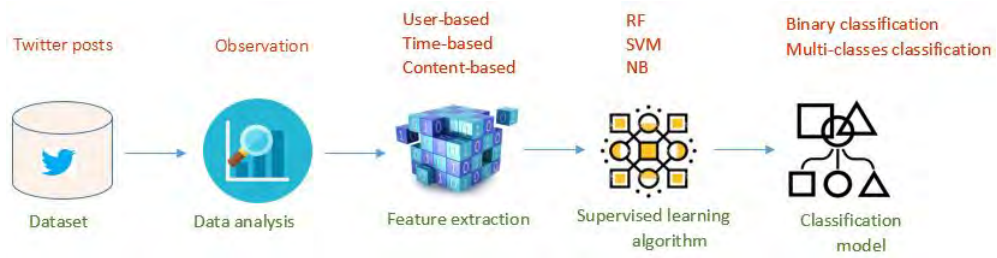 Twitter posts
Observation
User-based
Time-based
Content-based
RF
SVM
NB
Binary classification
Multi-classes classification
Dataset
Data analysis
Feature extraction
Supervised learning
algorithm
Classification
model